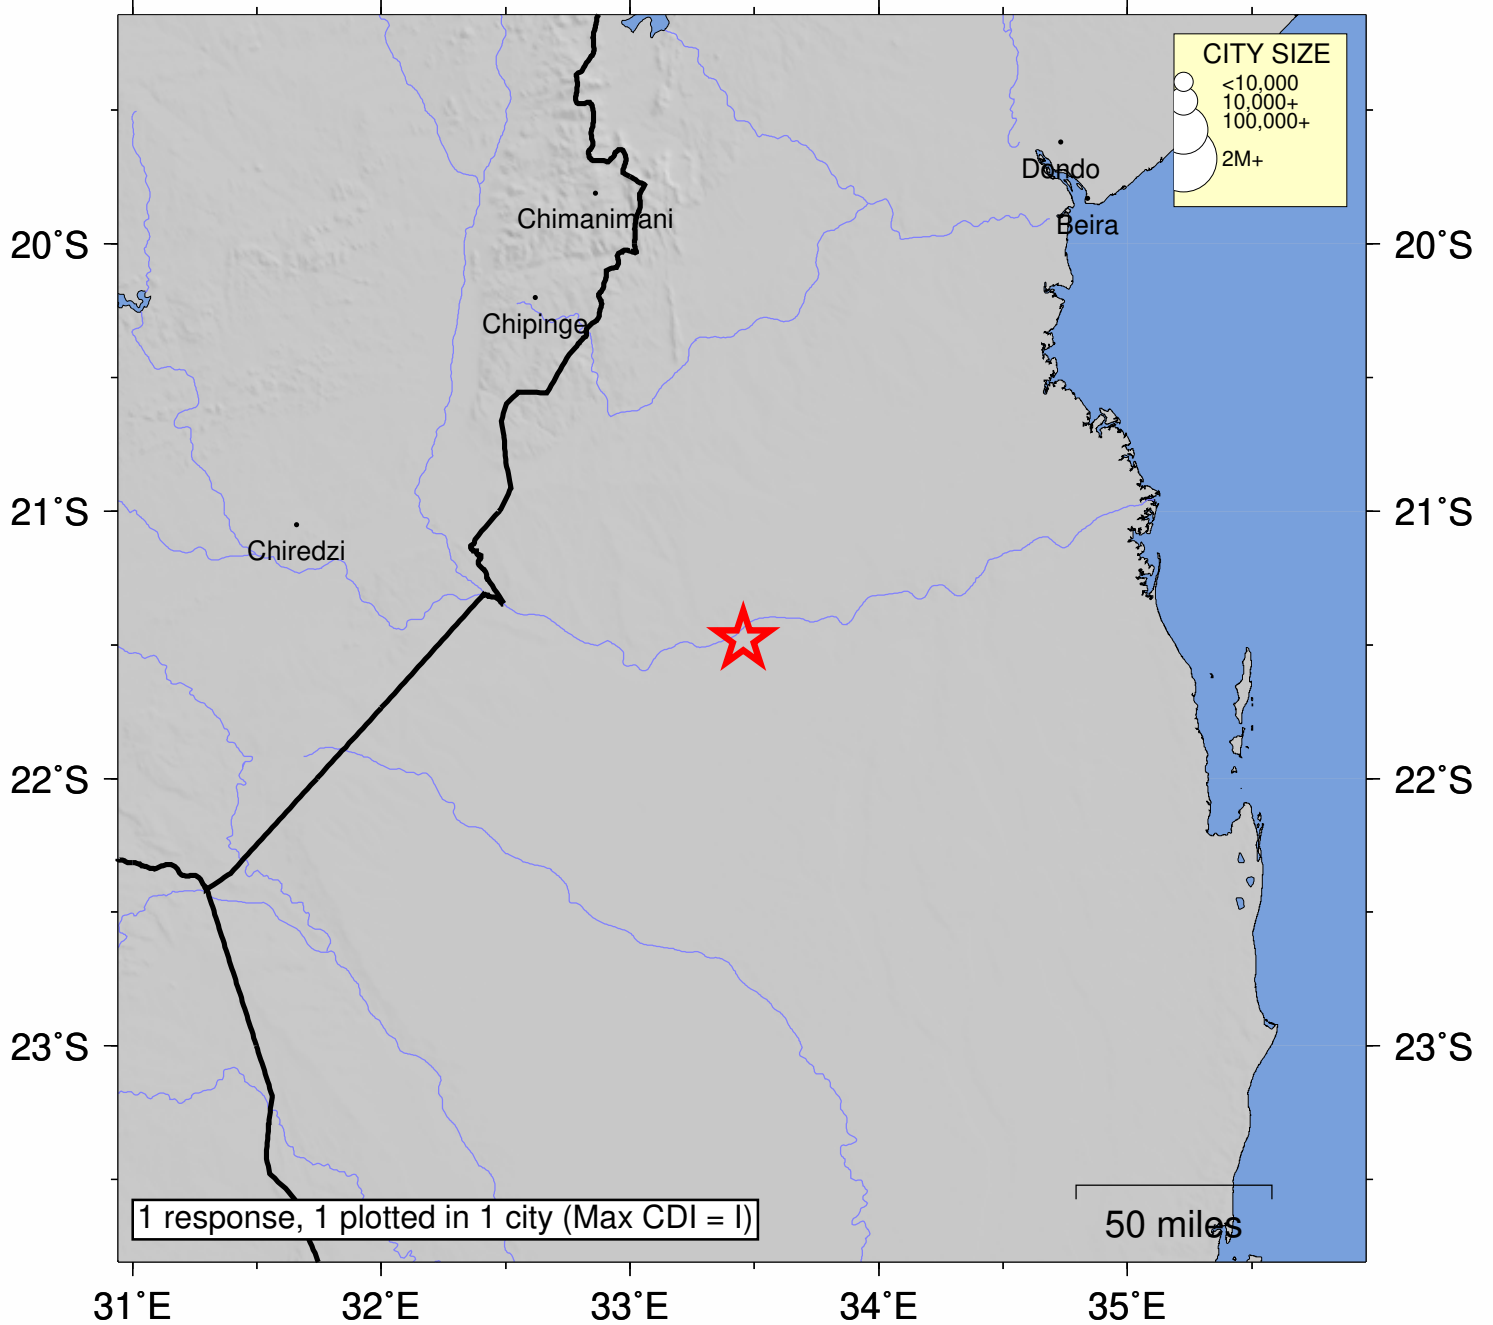 CITY SIZE
<10,000
10,000+
100,000+
2M+
Dondo
Chimanimani
Beira
20°S
20°S
Chipinge
21°S
21°S
Chiredzi
22°S
22°S
23°S
23°S
1 response, 1 plotted in 1 city (Max CDI = I)
50 miles
31°E
32°E
33°E
34°E
35°E